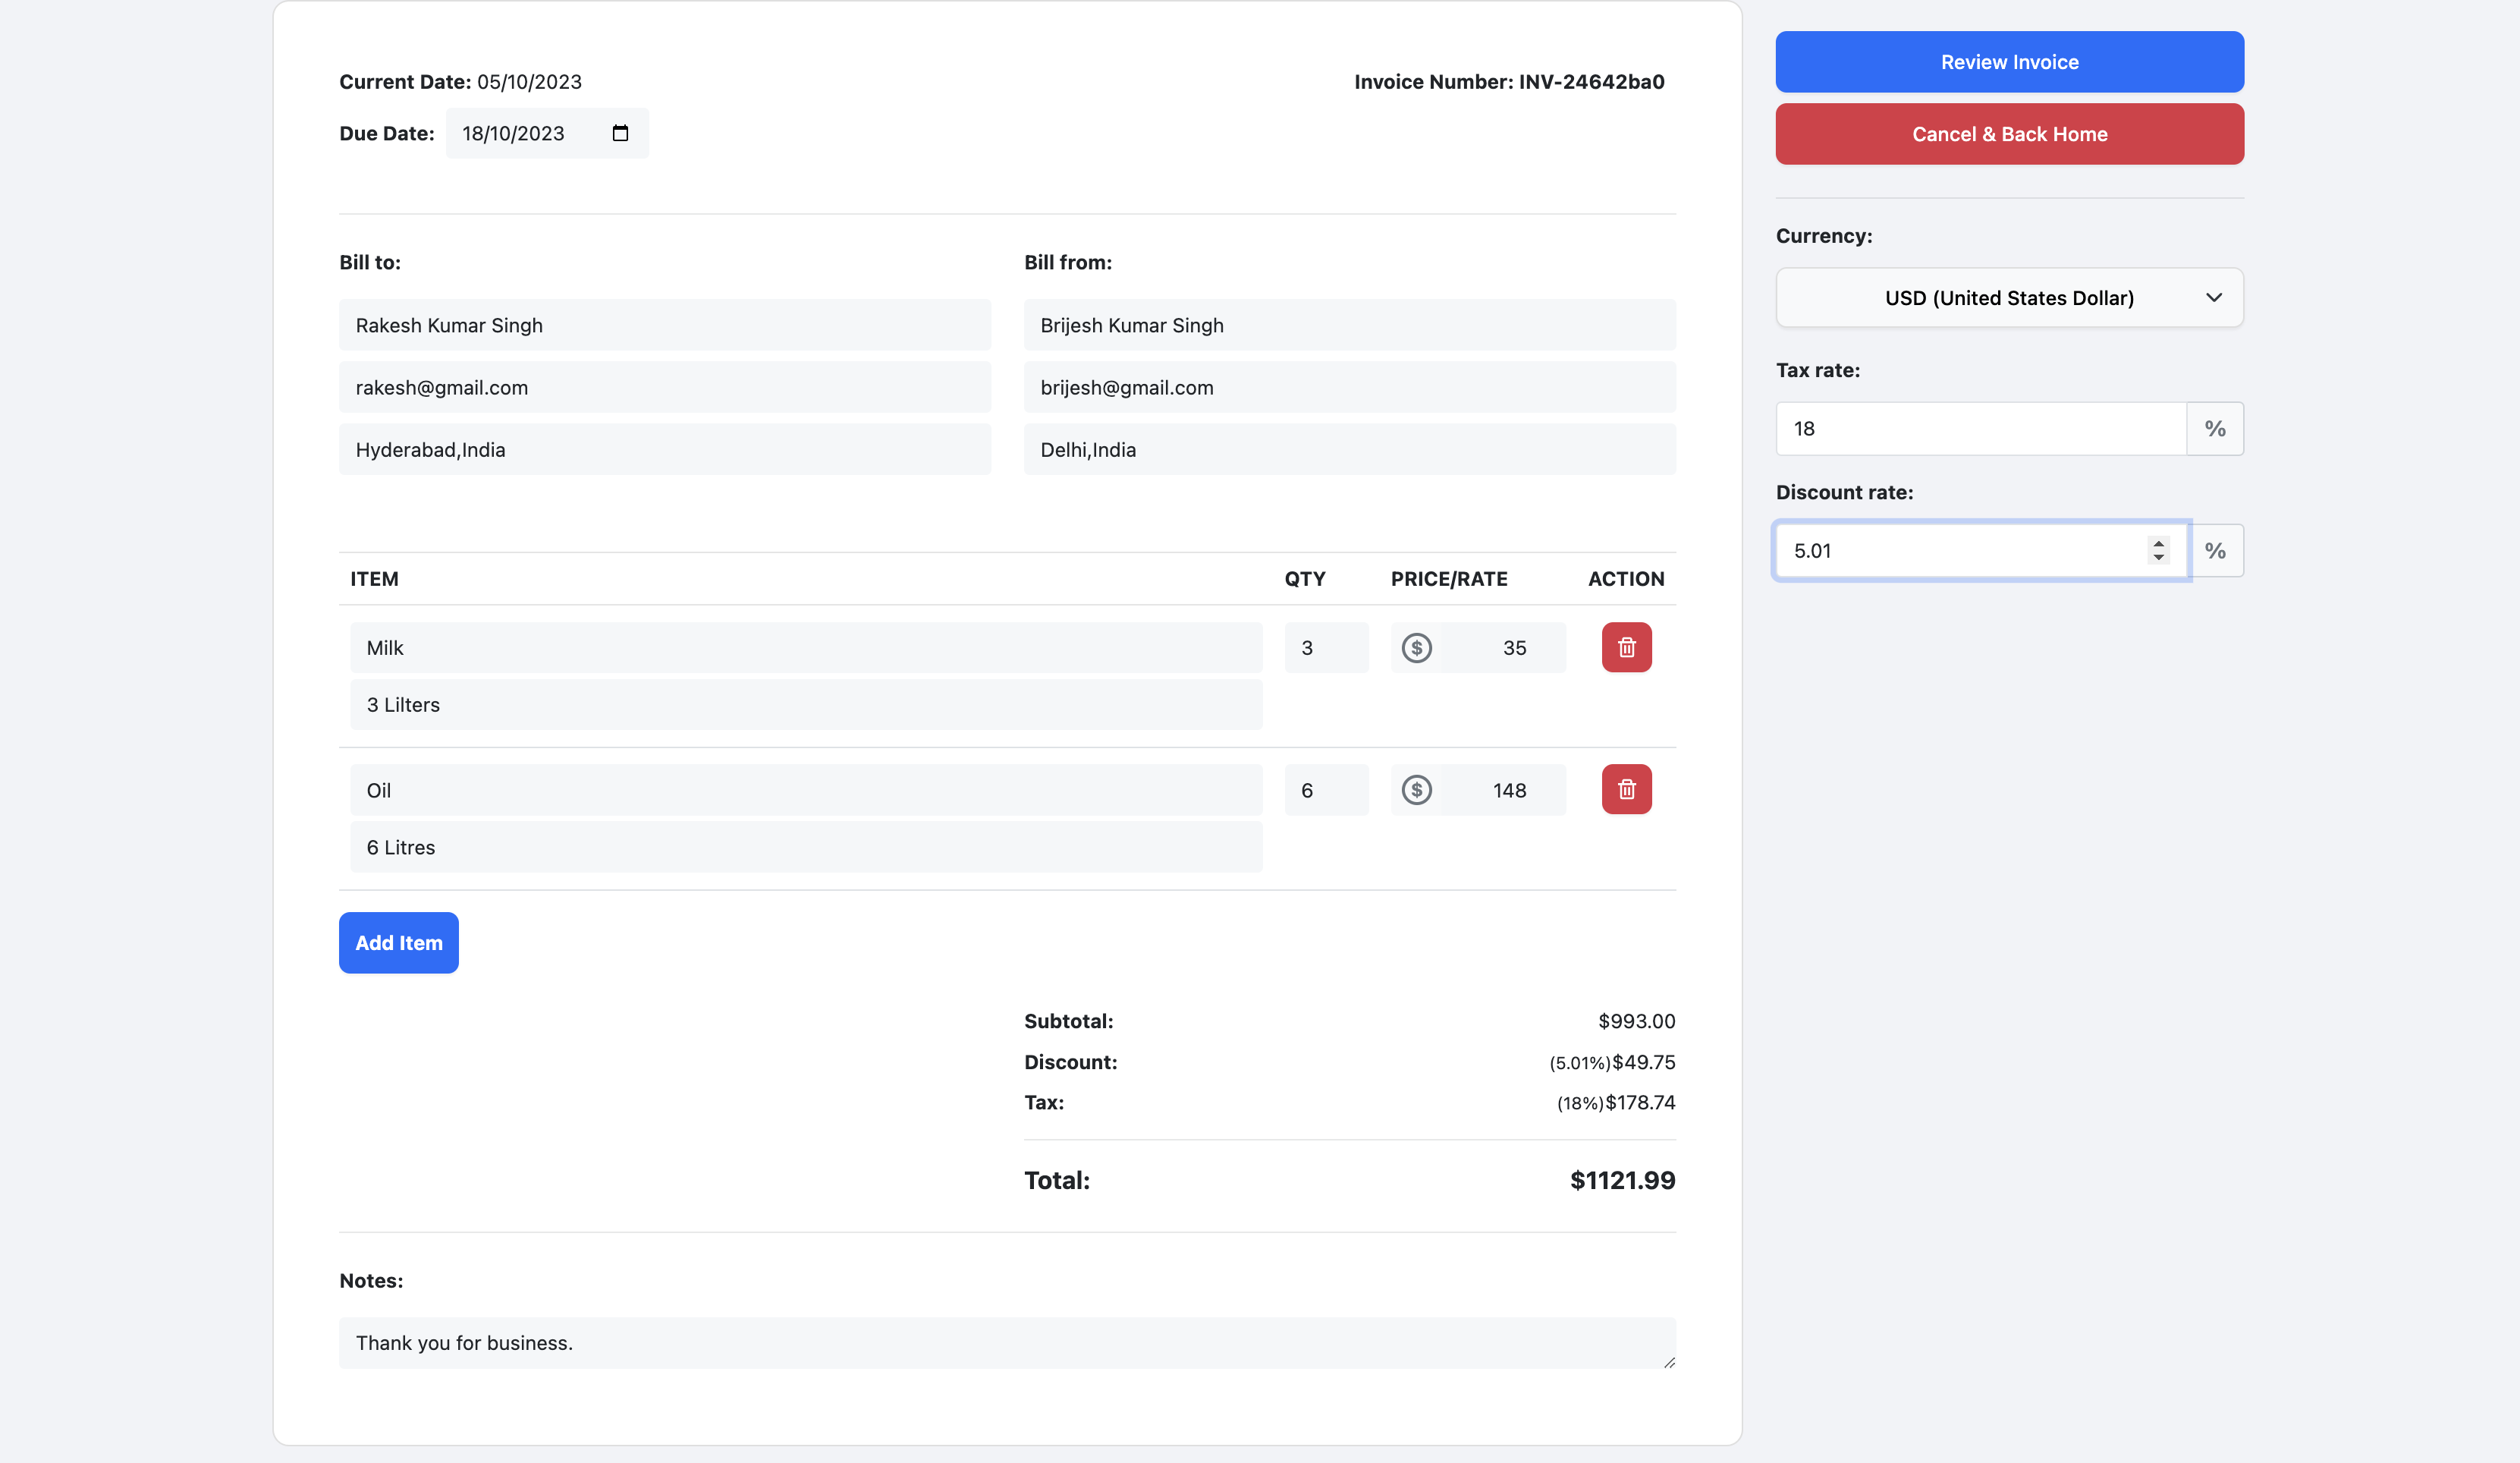 Current Date: 05/10/2023
Invoice Number: INV-24642ba0
Due Date: 18/10/2023
Bill to:
Rakesh Kumar Singh
rakesh@gmail.com
Hyderabad,India
Bill from:
Brijesh Kumar Singh
brijesh@gmail.com
Delhi,India
ITEM QTY PRICE/RATE ACTION
Milk 3 $ 35
3 Lilters
Oil 6 $ 148
6 Litres
Add Item
Subtotal: $993.00
Discount: (5.01%)$49.75
Tax: (18%)$178.74
Total: $1121.99
Notes:
Thank you for business.
Review Invoice
Cancel & Back Home
Currency:
USD (United States Dollar)
Tax rate:
18 %
Discount rate:
5.01 %